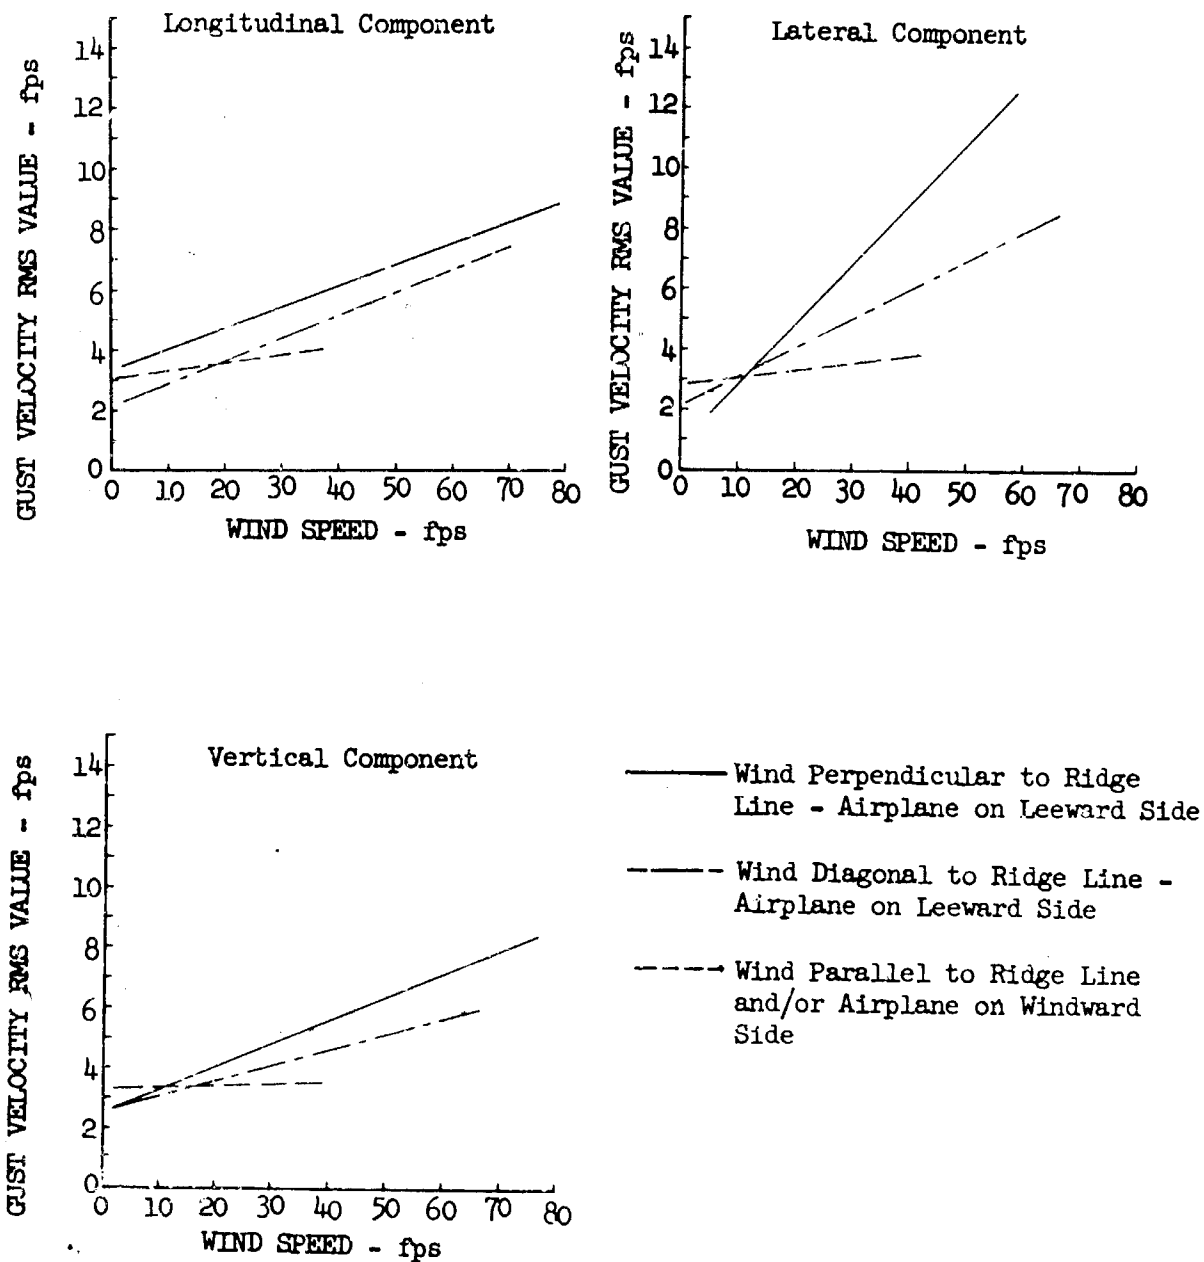 Longitudinal Component
GUST VELOCITY RMS VALUE - fps
14
12
10
8
6
4
2
0
0 10 20 30 40 50 60 70 80
WIND SPEED - fps
Lateral Component
GUST VELOCITY RMS VALUE - fps
14
12
10
8
6
4
2
0
0 10 20 30 40 50 60 70 80
WIND SPEED - fps
Vertical Component
GUST VELOCITY RMS VALUE - fps
14
12
10
8
6
4
2
0
0 10 20 30 40 50 60 70 80
WIND SPEED - fps
Wind Perpendicular to Ridge
Line - Airplane on Leeward Side
Wind Diagonal to Ridge Line -
Airplane on Leeward Side
Wind Parallel to Ridge Line
and/or Airplane on Windward
Side